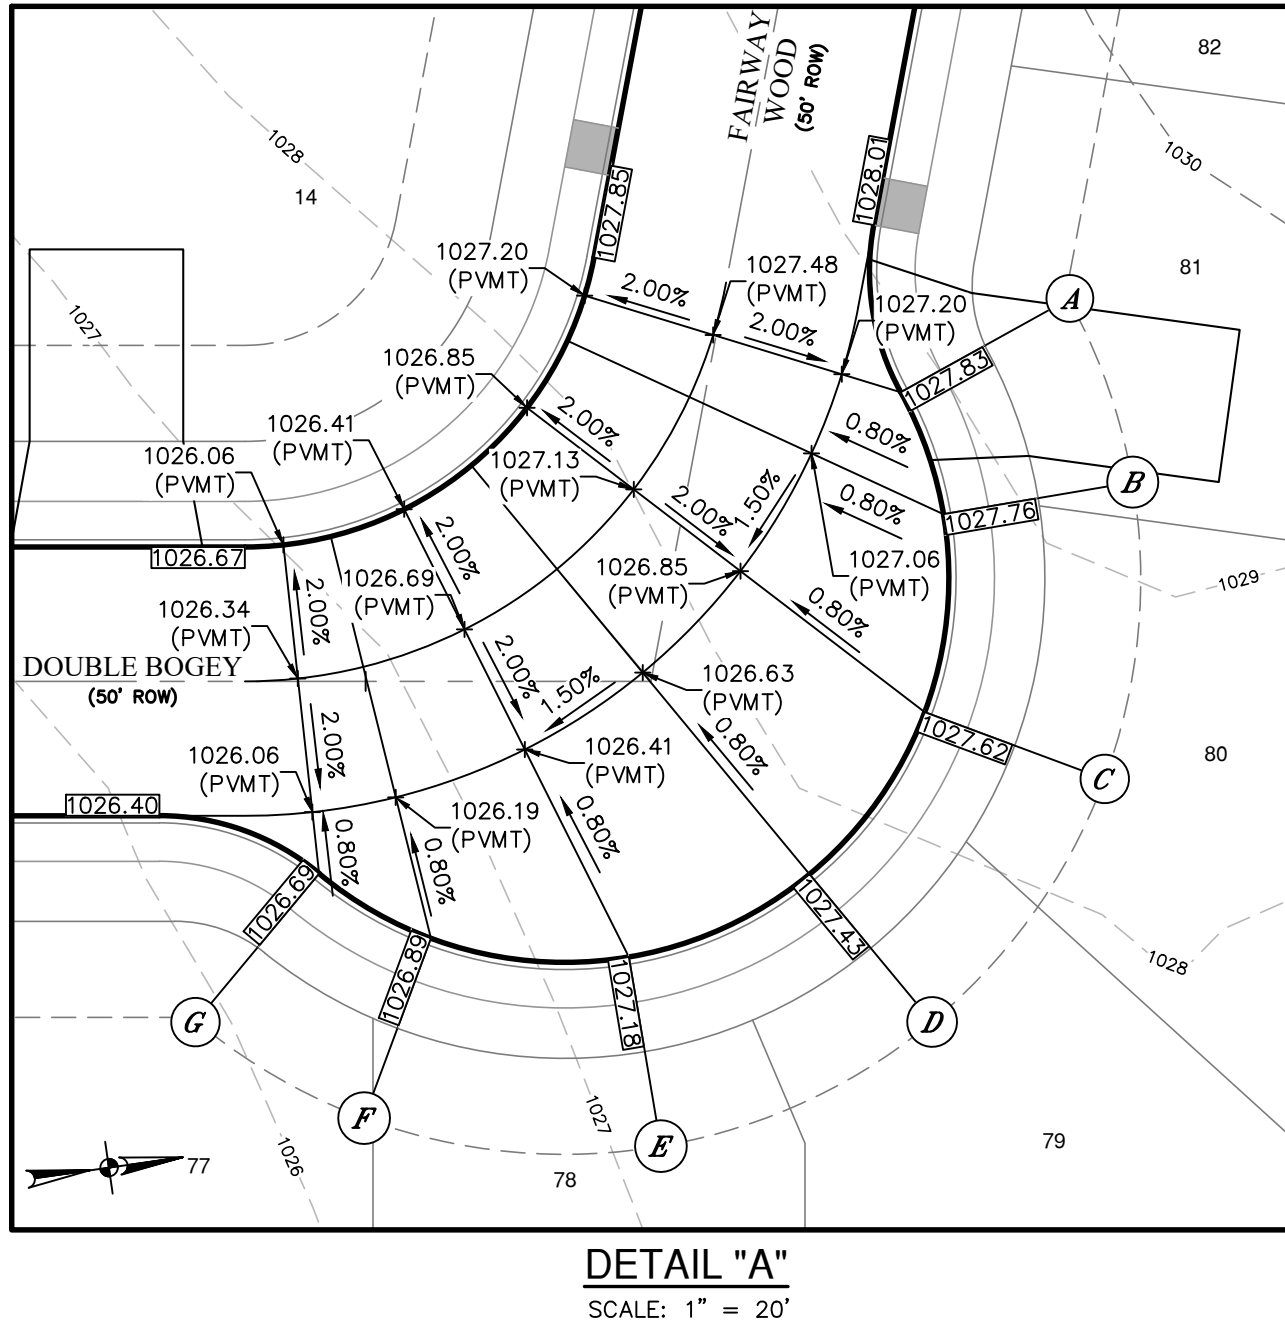 82
FAIRWAY
WOOD
(50' ROW)
1028
1030
14
1027.85
1028.01
1027.20
(PVMT)
1027.48
(PVMT)
81
A
2.00%
1027.20
(PVMT)
1027
2.00%
1026.85
(PVMT)
1027.83
1026.41
(PVMT)
2.00%
0.80%
1026.06
(PVMT)
1027.13
(PVMT)
B
1.50%
0.80%
1027.76
2.00%
1026.67
2.00%
1026.69
(PVMT)
1026.85
(PVMT)
1027.06
(PVMT)
1029
2.00%
1026.34
(PVMT)
0.80%
DOUBLE BOGEY
(50' ROW)
2.00%
1.50%
1026.63
(PVMT)
2.00%
0.80%
1027.62
1026.06
(PVMT)
1026.41
(PVMT)
80
C
1026.40
1026.19
(PVMT)
0.80%
0.80%
0.80%
1026.69
1027.43
1026.89
1027.18
1028
G
D
F
1027
E
1026
79
77
78
DETAIL "A"
SCALE: 1" = 20'